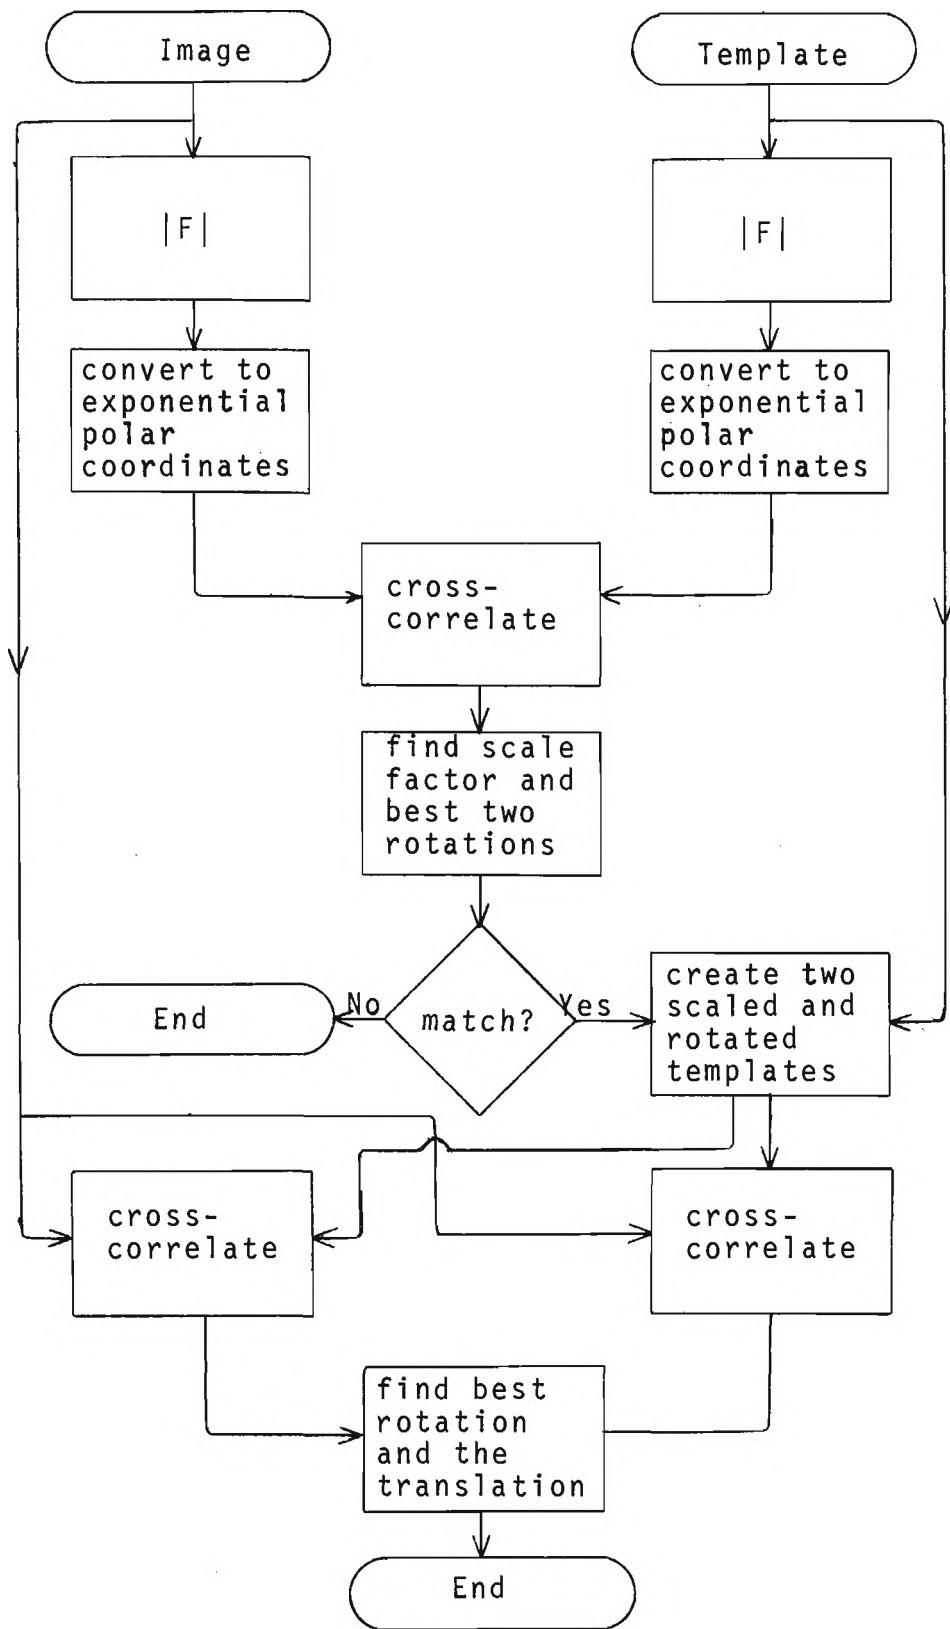 Image
Template
|F|
|F|
convert to
exponential
polar
coordinates
convert to
exponential
polar
coordinates
cross-
correlate
find scale
factor and
best two
rotations
End
No
match?
Yes
create two
scaled and
rotated
templates
cross-
correlate
cross-
correlate
find best
rotation
and the
translation
End